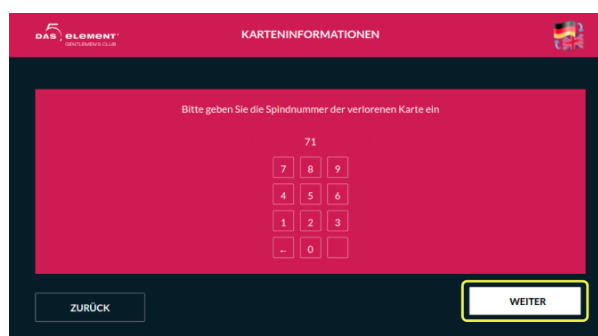 DAS 5. eLeMeNT
GENTLEMEN'S CLUB
KARTENINFORMATIONEN
Bitte geben Sie die Spindnummer der verlorenen Karte ein
71
7 8 9
4 5 6
1 2 3
← 0
ZURÜCK
WEITER